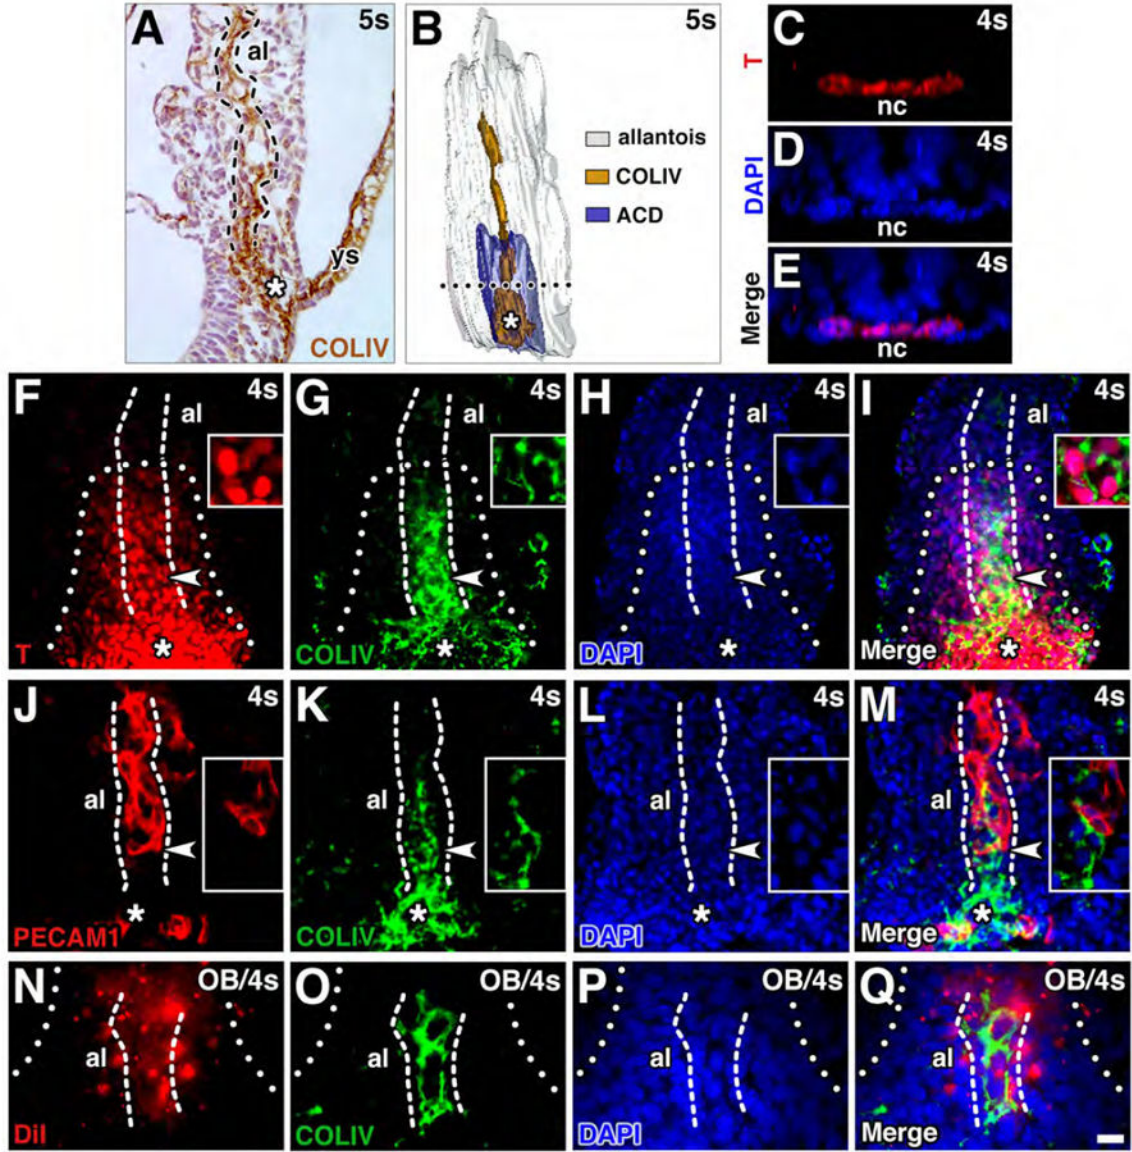 A 5s
al
ys
*
COLIV
B 5s
allantois
COLIV
ACD
*
C 4s
T
nc
D 4s
DAPI
nc
E 4s
Merge
nc
F 4s
al
T *
G 4s
COLIV *
H 4s
al
DAPI *
I 4s
al
Merge *
J 4s
al
*
PECAM1
K 4s
al
*
COLIV
L 4s
al
*
DAPI
M 4s
al
*
Merge
N OB/4s
al
DiI
O OB/4s
al
COLIV
P OB/4s
al
DAPI
Q OB/4s
al
Merge